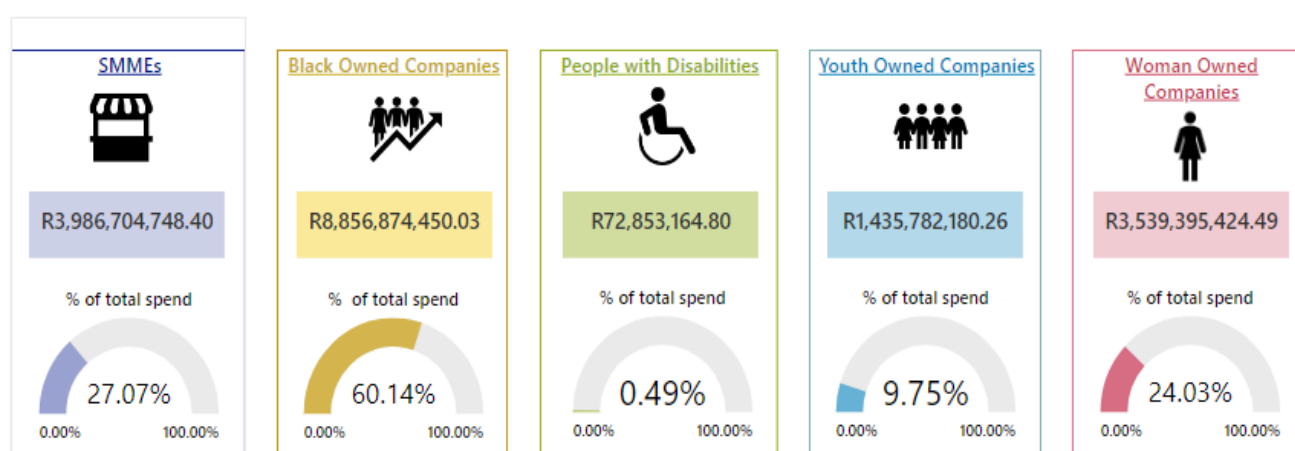 SMMEs
R3,986,704,748.40
% of total spend
27.07%
0.00% 100.00%
Black Owned Companies
R8,856,874,450.03
% of total spend
60.14%
0.00% 100.00%
People with Disabilities
R72,853,164.80
% of total spend
0.49%
0.00% 100.00%
Youth Owned Companies
R1,435,782,180.26
% of total spend
9.75%
0.00% 100.00%
Woman Owned
Companies
R3,539,395,424.49
% of total spend
24.03%
0.00% 100.00%